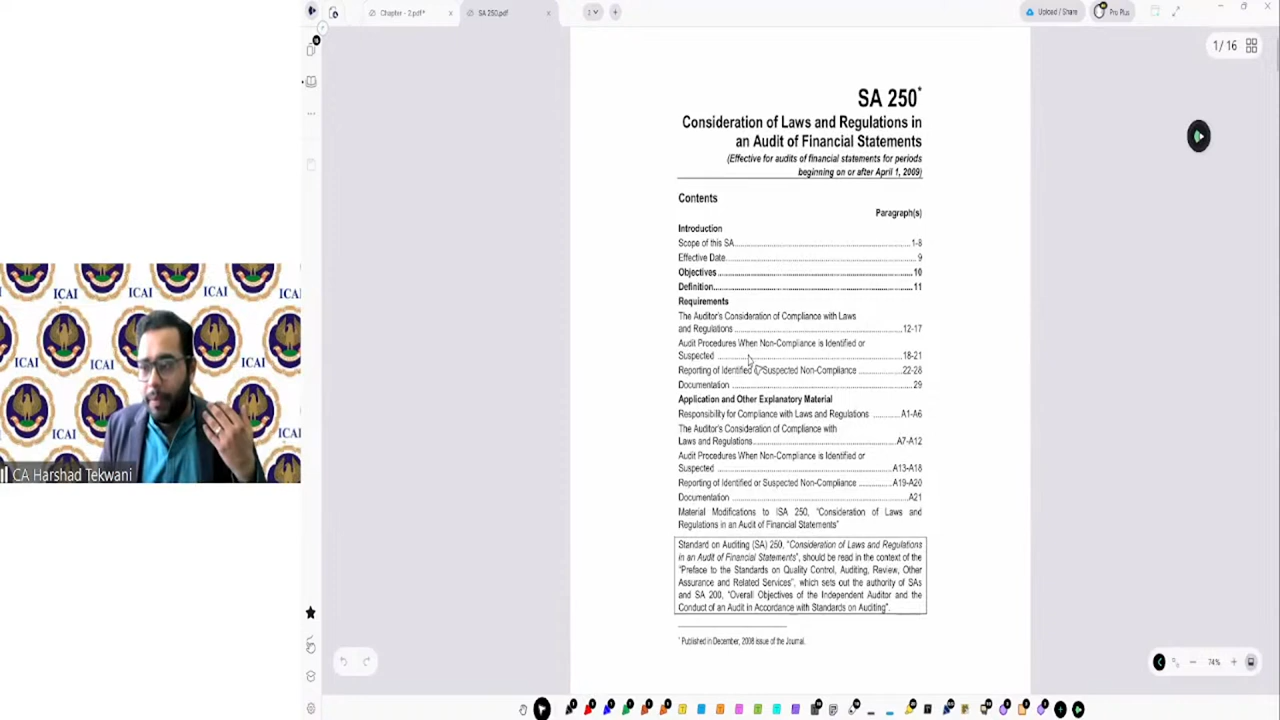 Chapter - 2.pdf*
SA 250.pdf
1
Upload / Share
Pro Plus
1 / 16
SA 250*
Consideration of Laws and Regulations in
an Audit of Financial Statements
(Effective for audits of financial statements for periods
beginning on or after April 1, 2009)
Contents
Paragraph(s)
Introduction
Scope of this SA..........1-8
Effective Date..........9
Objectives..........10
Definition..........11
Requirements
The Auditor's Consideration of Compliance with Laws
and Regulations..........12-17
Audit Procedures When Non-Compliance is Identified or
Suspected..........18-21
Reporting of Identified or Suspected Non-Compliance..........22-28
Documentation..........29
Application and Other Explanatory Material
Responsibility for Compliance with Laws and Regulations..........A1-A6
The Auditor's Consideration of Compliance with
Laws and Regulations..........A7-A12
Audit Procedures When Non-Compliance is Identified or
Suspected..........A13-A18
Reporting of Identified or Suspected Non-Compliance..........A19-A20
Documentation..........A21
Material Modifications to ISA 250, "Consideration of Laws and
Regulations in an Audit of Financial Statements"
Standard on Auditing (SA) 250, "Consideration of Laws and Regulations
in an Audit of Financial Statements", should be read in the context of the
"Preface to the Standards on Quality Control, Auditing, Review, Other
Assurance and Related Services", which sets out the authority of SAs
and SA 200, "Overall Objectives of the Independent Auditor and the
Conduct of an Audit in Accordance with Standards on Auditing".
* Published in December, 2008 issue of the Journal.
74%
ICAI
ICAI
ICAI
ICAI
CA Harshad Tekwani